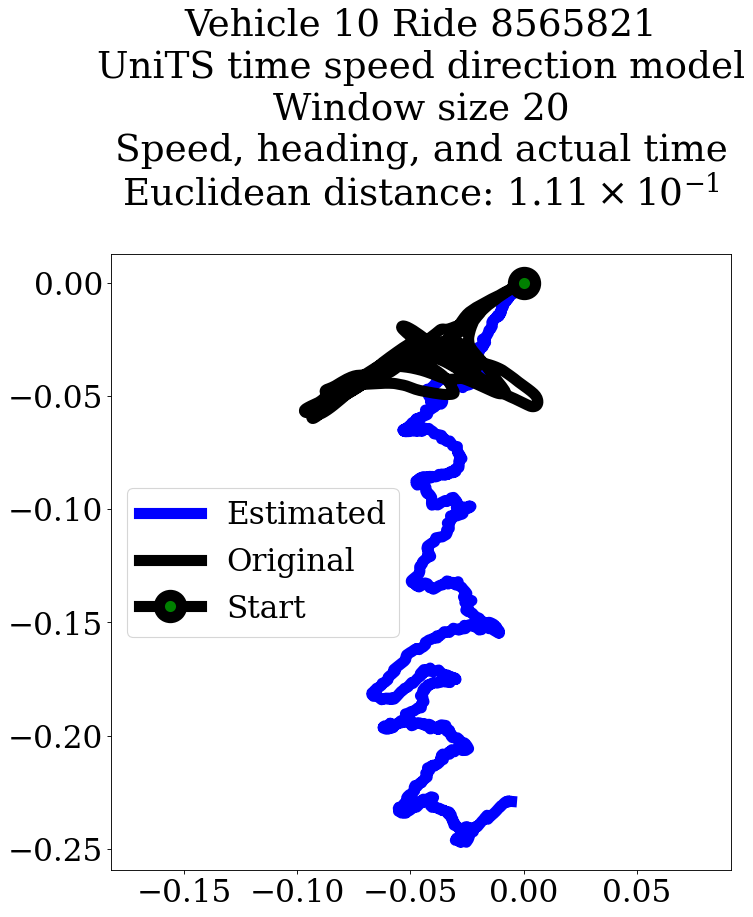 Vehicle 10 Ride 8565821
UniTS time speed direction model
Window size 20
Speed, heading, and actual time
Euclidean distance: 1.11 × 10⁻¹
0.00
−0.05
−0.10
−0.15
−0.20
−0.25
Estimated
Original
Start
−0.15 −0.10 −0.05 0.00 0.05